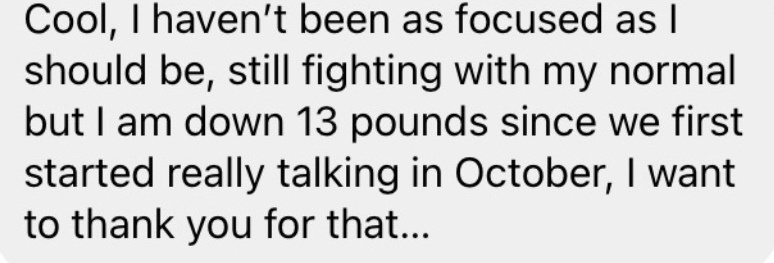 Cool, I haven’t been as focused as I
should be, still fighting with my normal
but I am down 13 pounds since we first
started really talking in October, I want
to thank you for that...